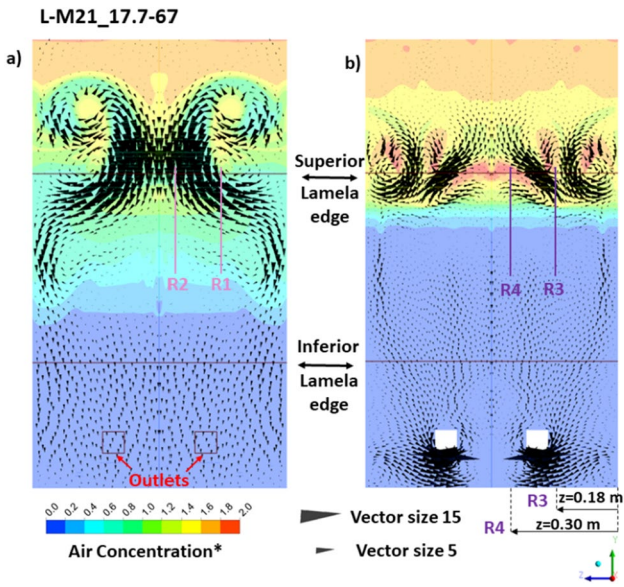 L-M21_17.7-67
a)
b)
Superior
Lamela
edge
R2
R1
R4
R3
Inferior
Lamela
edge
Outlets
0.0
0.2
0.4
0.6
0.8
1.0
1.2
1.4
1.6
1.8
2.0
Air Concentration*
Vector size 15
Vector size 5
R3
z=0.18 m
R4
z=0.30 m
Y
Z
X